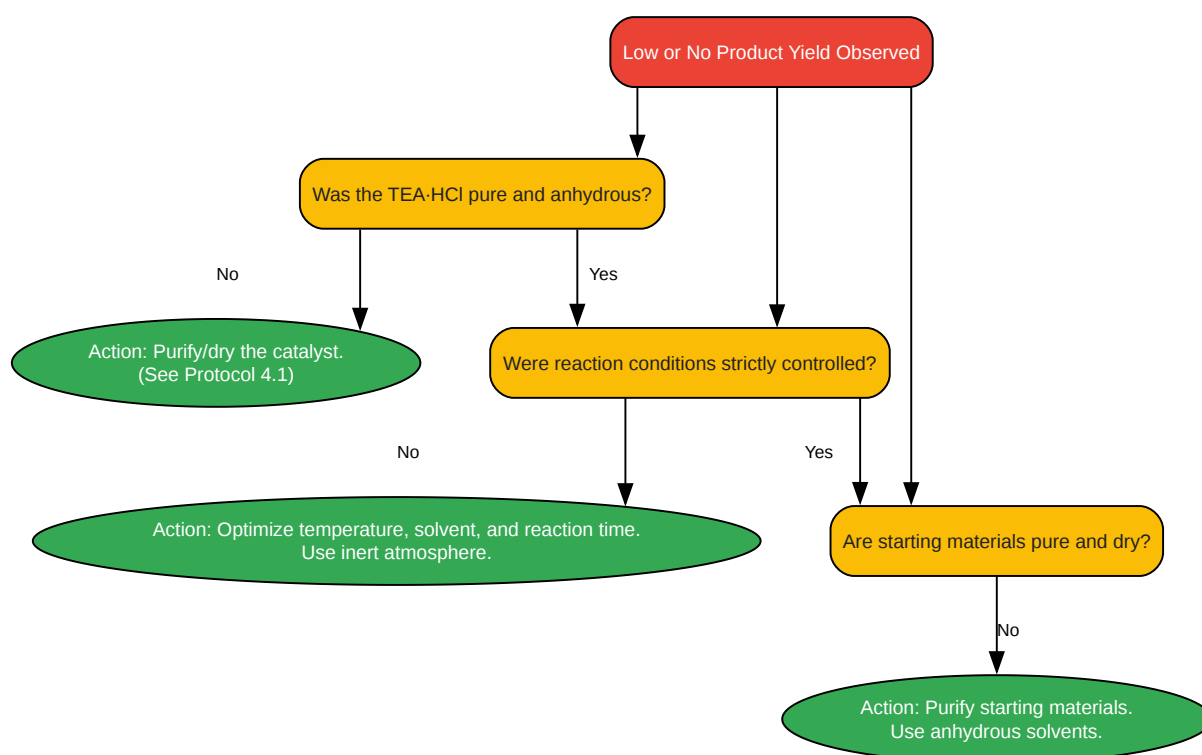 Low or No Product Yield Observed
Was the TEA·HCl pure and anhydrous?
No
Yes
Action: Purify/dry the catalyst.
(See Protocol 4.1)
Were reaction conditions strictly controlled?
No
Yes
Action: Optimize temperature, solvent, and reaction time.
Use inert atmosphere.
Are starting materials pure and dry?
No
Action: Purify starting materials.
Use anhydrous solvents.